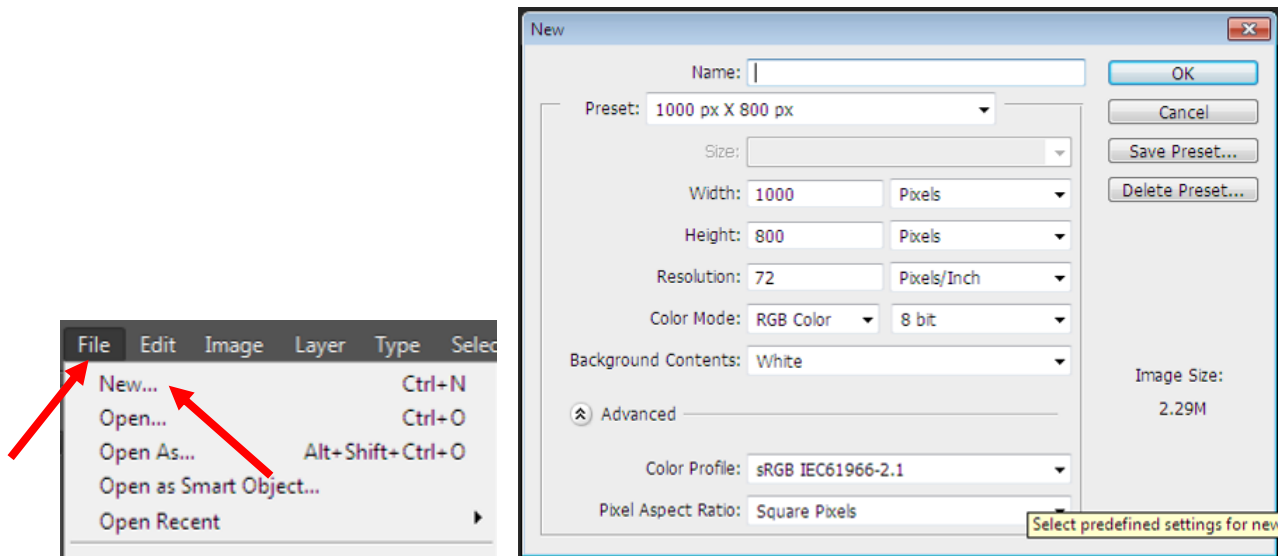 File Edit Image Layer Type Selec
New... Ctrl+N
Open... Ctrl+O
Open As... Alt+Shift+Ctrl+O
Open as Smart Object...
Open Recent
New
Name:
OK
Preset: 1000 px X 800 px
Cancel
Size:
Save Preset...
Width: 1000 Pixels
Delete Preset...
Height: 800 Pixels
Resolution: 72 Pixels/Inch
Color Mode: RGB Color 8 bit
Background Contents: White
Image Size:
2.29M
Advanced
Color Profile: sRGB IEC61966-2.1
Pixel Aspect Ratio: Square Pixels
Select predefined settings for new